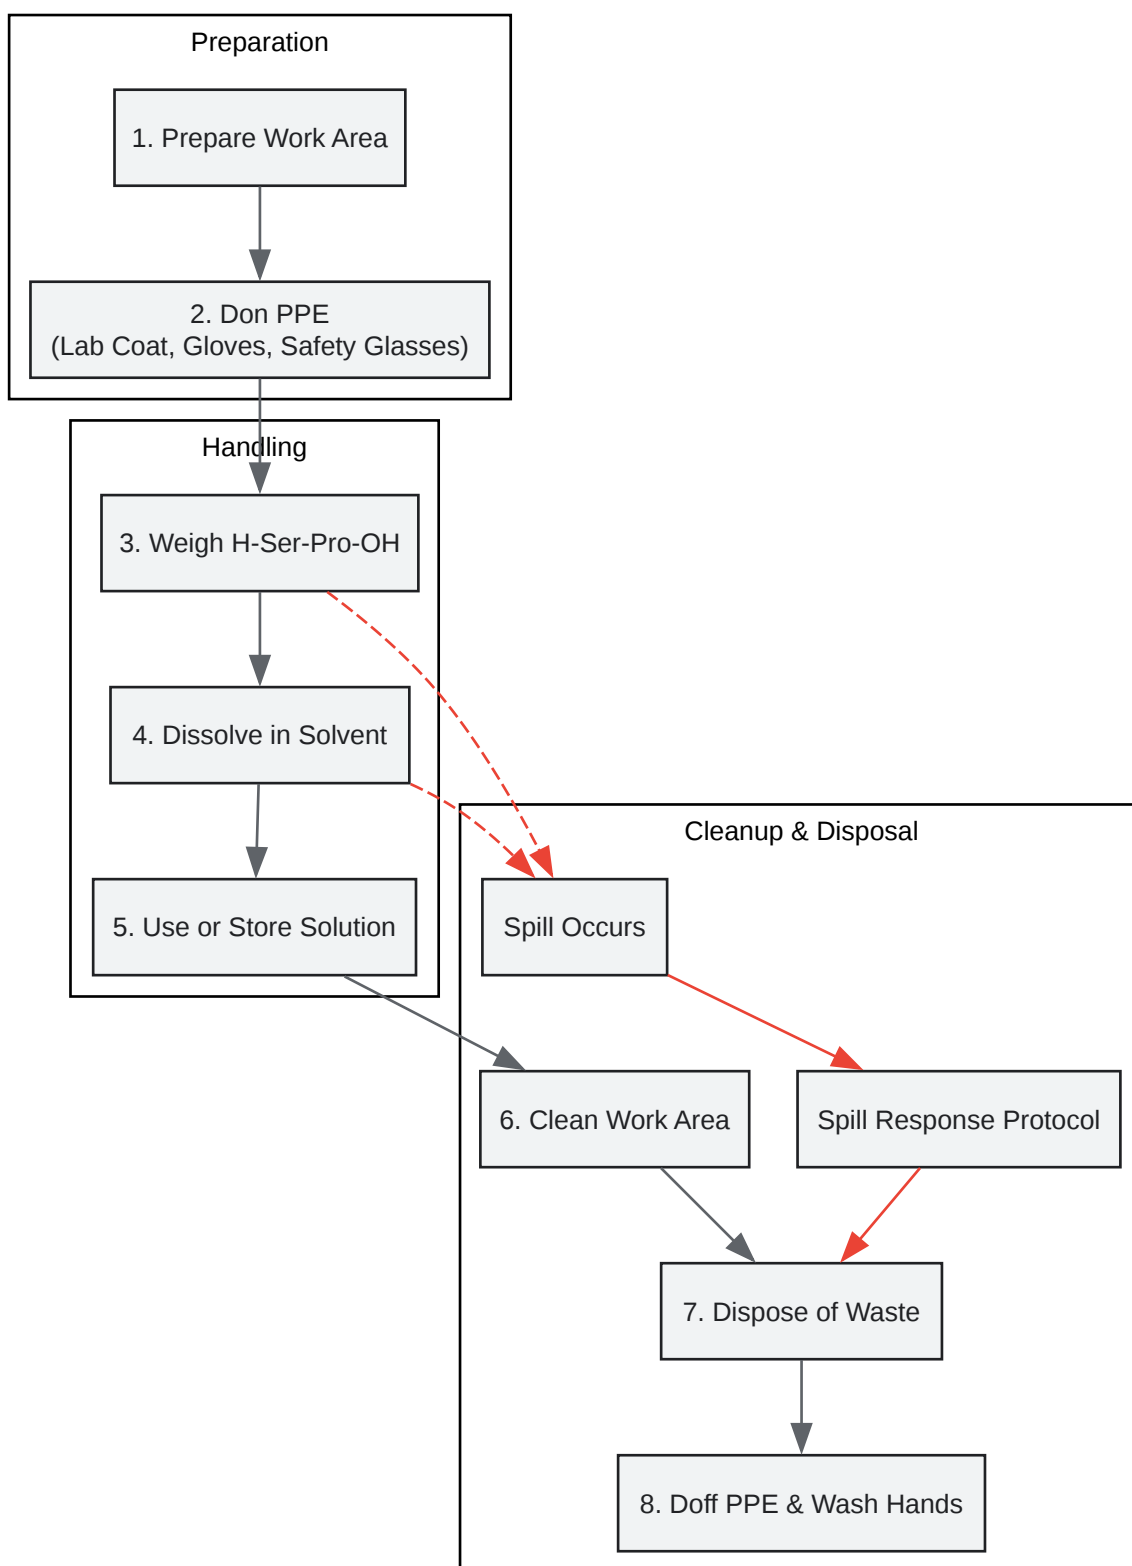 Preparation
1. Prepare Work Area
2. Don PPE
(Lab Coat, Gloves, Safety Glasses)
Handling
3. Weigh H-Ser-Pro-OH
4. Dissolve in Solvent
5. Use or Store Solution
Cleanup & Disposal
Spill Occurs
6. Clean Work Area
Spill Response Protocol
7. Dispose of Waste
8. Doff PPE & Wash Hands